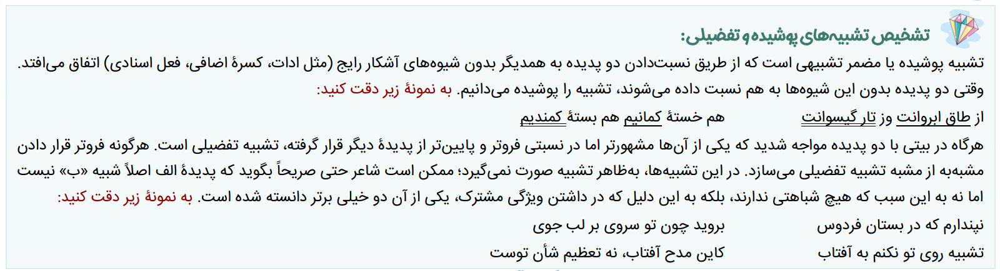 تشخیص تشبیه‌های پوشیده و تفضیلی:
تشبیه پوشیده یا مضمر تشبیهی است که از طریق نسبت‌دادن دو پدیده به همدیگر بدون شیوه‌های آشکار رایج (مثل ادات، کسرهٔ اضافی، فعل اسنادی) اتفاق می‌افتد.
وقتی دو پدیده بدون این شیوه‌ها به هم نسبت داده می‌شوند، تشبیه را پوشیده می‌دانیم. به نمونهٔ زیر دقت کنید:
از طاق ابروانت وز تار گیسوانت هم خستهٔ کمانیم هم بستهٔ کمندیم
هرگاه در بیتی با دو پدیده مواجه شدید که یکی از آن‌ها مشهورتر اما در نسبتی فروتر و پایین‌تر از پدیدهٔ دیگر قرار گرفته، تشبیه تفضیلی است. هرگونه فروتر قرار دادن
مشبه‌به از مشبه تشبیه تفضیلی می‌سازد. در این تشبیه‌ها، به‌ظاهر تشبیه صورت نمی‌گیرد؛ ممکن است شاعر حتی صریحاً بگوید که پدیدهٔ الف اصلاً شبیه «ب» نیست
اما نه به این سبب که هیچ شباهتی ندارند، بلکه به این دلیل که در داشتن ویژگی مشترک، یکی از آن دو خیلی برتر دانسته شده است. به نمونهٔ زیر دقت کنید:
نپندارم که در بستان فردوس بروید چون تو سروی بر لب جوی
تشبیه روی تو نکنم به آفتاب کاین مدح آفتاب، نه تعظیم شأن توست